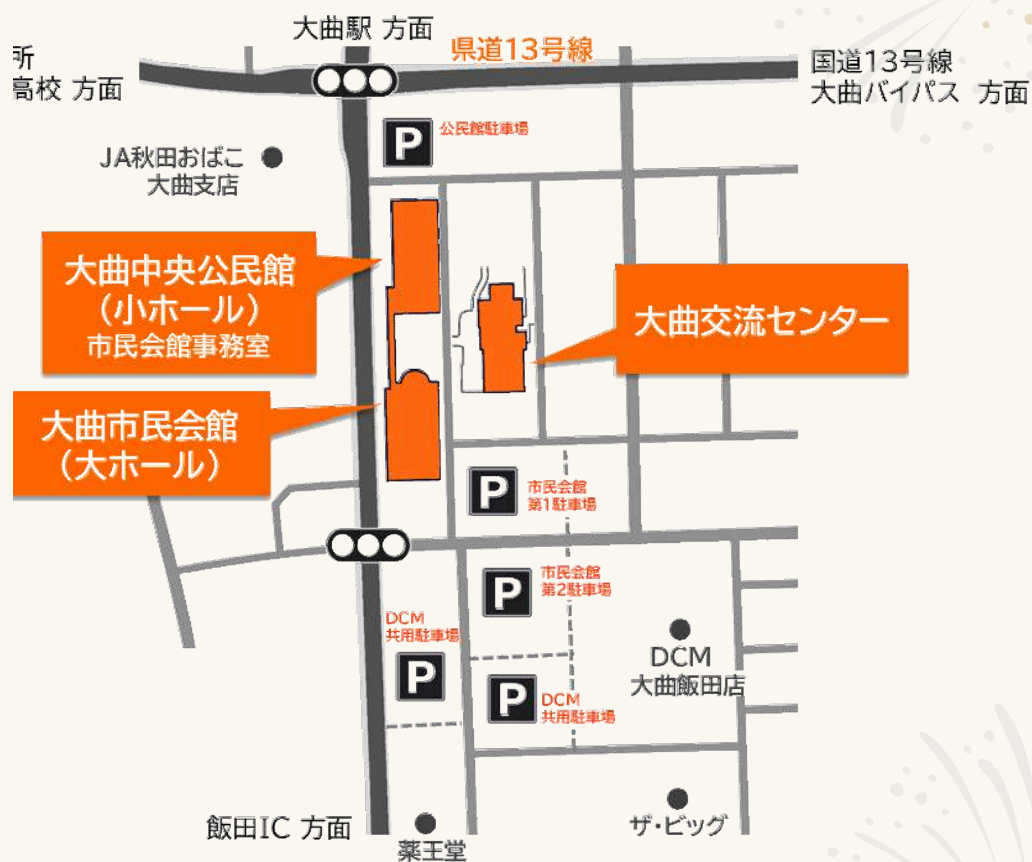 大曲駅 方面
県道13号線
所
高校 方面
国道13号線
大曲バイパス 方面
P
公民館駐車場
JA秋田おばこ
大曲支店
大曲中央公民館
（小ホール）
市民会館事務室
大曲交流センター
大曲市民会館
（大ホール）
P
市民会館
第1駐車場
P
市民会館
第2駐車場
DCM
共用駐車場
P
DCM
大曲飯田店
P
DCM
共用駐車場
飯田IC 方面
薬王堂
ザ・ビッグ